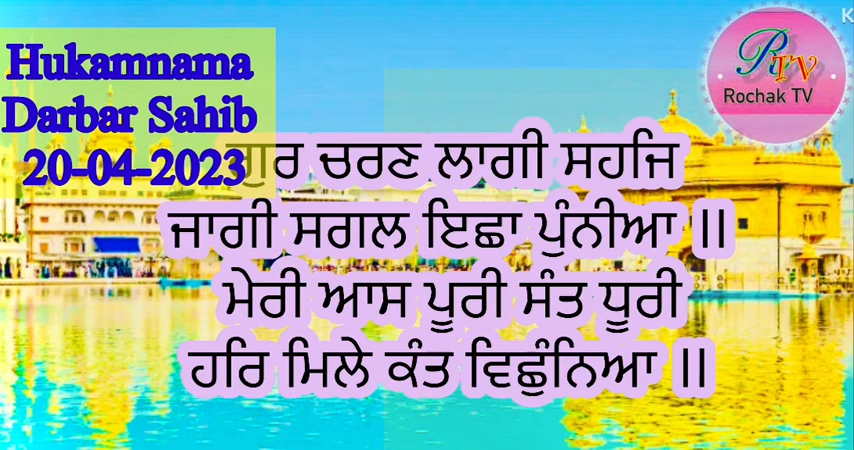 Hukamnama
Darbar Sahib
20-04-2023
RTV
Rochak TV
K
ਗੁਰ ਚਰਣ ਲਾਗੀ ਸਹਜਿ
ਜਾਗੀ ਸਗਲ ਇਛਾ ਪੁੰਨੀਆ ॥
ਮੇਰੀ ਆਸ ਪੂਰੀ ਸੰਤ ਧੂਰੀ
ਹਰਿ ਮਿਲੇ ਕੰਤ ਵਿਛੁੰਨਿਆ ॥